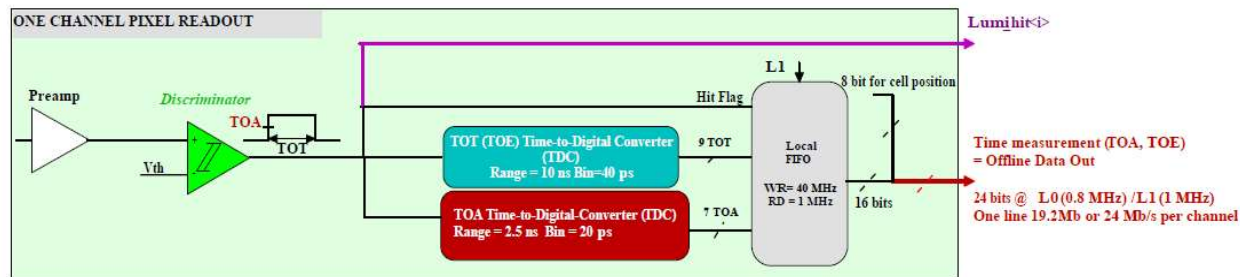 ONE CHANNEL PIXEL READOUT
Lumihit<i>
L1
8 bit for cell position
Preamp
Discriminator
Hit Flag
TOA
TOT
Vth
+
-
TOT (TOE) Time-to-Digital Converter
(TDC)
Range = 10 ns Bin=40 ps
9 TOT
TOA Time-to-Digital-Converter (TDC)
Range = 2.5 ns Bin = 20 ps
7 TOA
Local
FIFO
WR= 40 MHz
RD = 1 MHz
16 bits
Time measurement (TOA, TOE)
= Offline Data Out
24 bits @ L0 (0.8 MHz) /L1 (1 MHz)
One line 19.2Mb or 24 Mb/s per channel